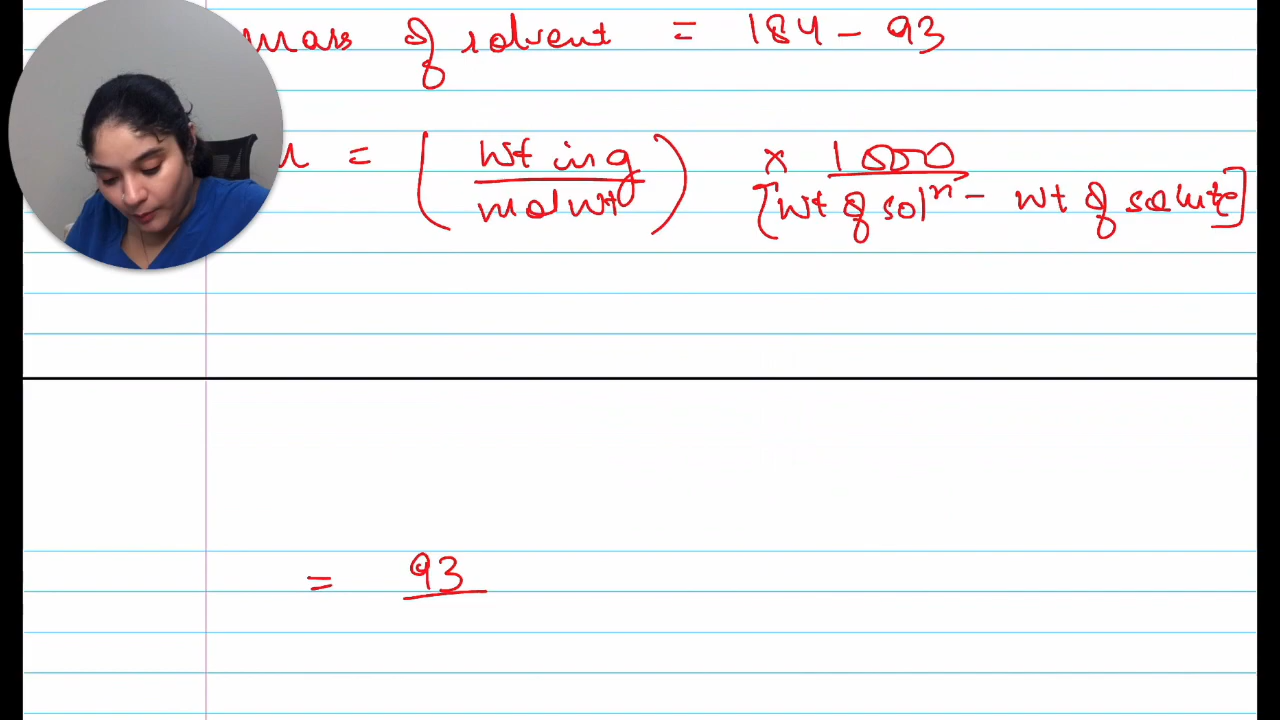 mass of solvent = 184 - 93
= ( wt in g / mol wt ) × 1000 / [wt of solⁿ - wt of solute]
= 93